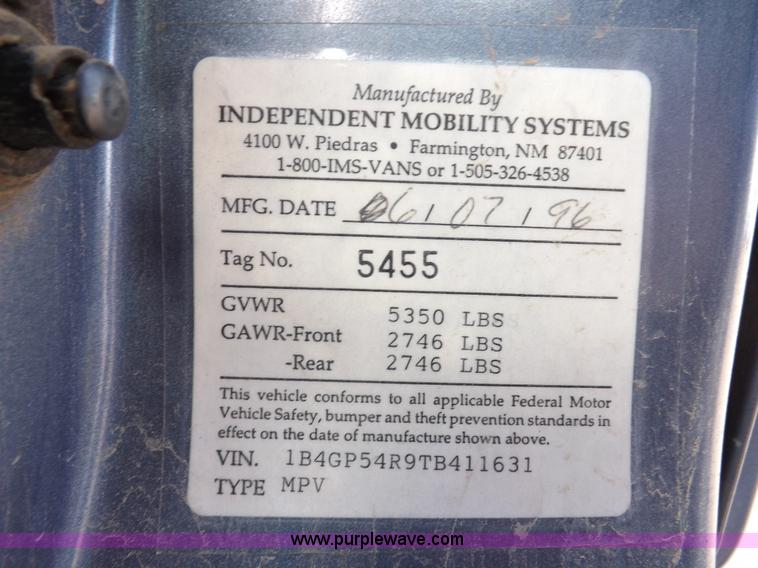 Manufactured By
INDEPENDENT MOBILITY SYSTEMS
4100 W. Piedras • Farmington, NM 87401
1-800-IMS-VANS or 1-505-326-4538
MFG. DATE 06 / 07 / 96
Tag No. 5455
GVWR 5350 LBS
GAWR-Front 2746 LBS
-Rear 2746 LBS
This vehicle conforms to all applicable Federal Motor
Vehicle Safety, bumper and theft prevention standards in
effect on the date of manufacture shown above.
VIN. 1B4GP54R9TB411631
TYPE MPV
www.purplewave.com